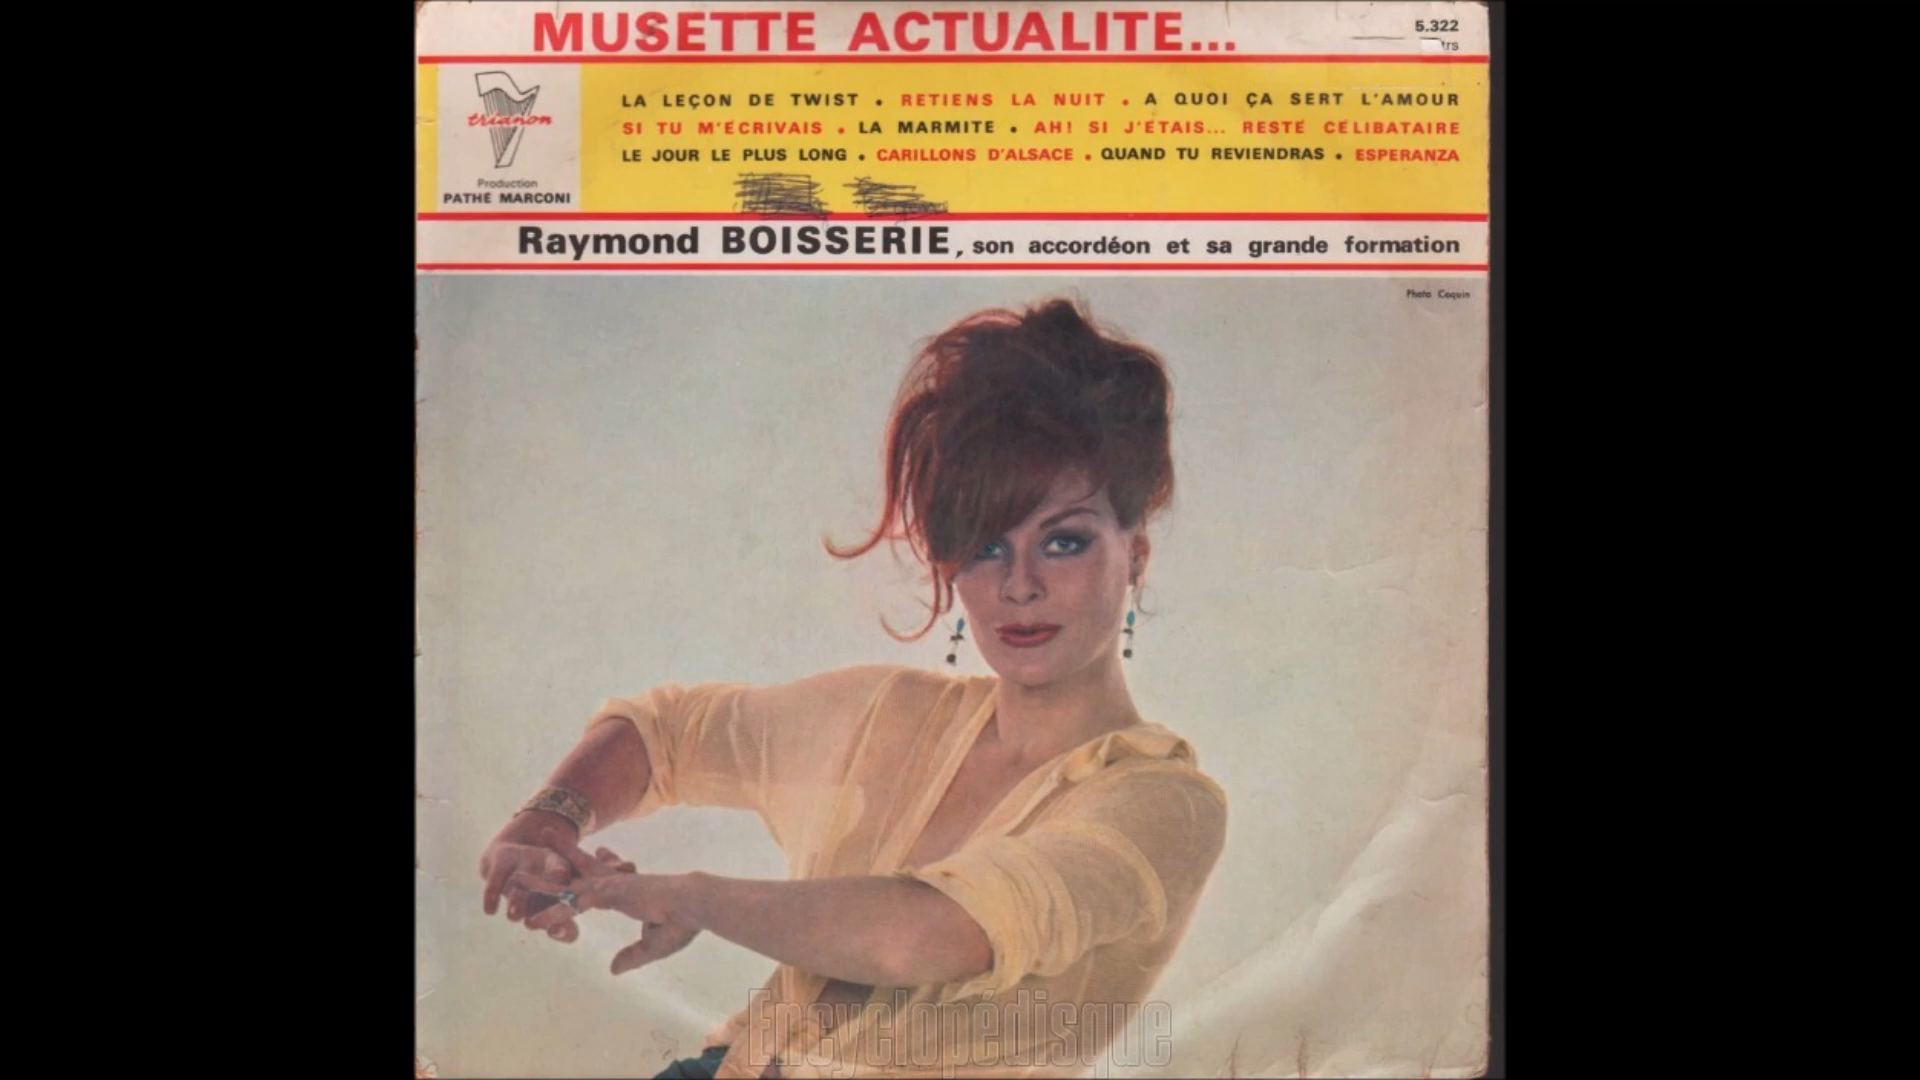 MUSETTE ACTUALITE...
5.322
trs
LA LEÇON DE TWIST . RETIENS LA NUIT . A QUOI ÇA SERT L'AMOUR
SI TU M'ÉCRIVAIS . LA MARMITE . AH! SI J'ÉTAIS... RESTÉ CÉLIBATAIRE
LE JOUR LE PLUS LONG . CARILLONS D'ALSACE . QUAND TU REVIENDRAS . ESPERANZA
trianon
Production
PATHÉ MARCONI
Raymond BOISSERIE, son accordéon et sa grande formation
Photo Coquin
Encyclopédisque